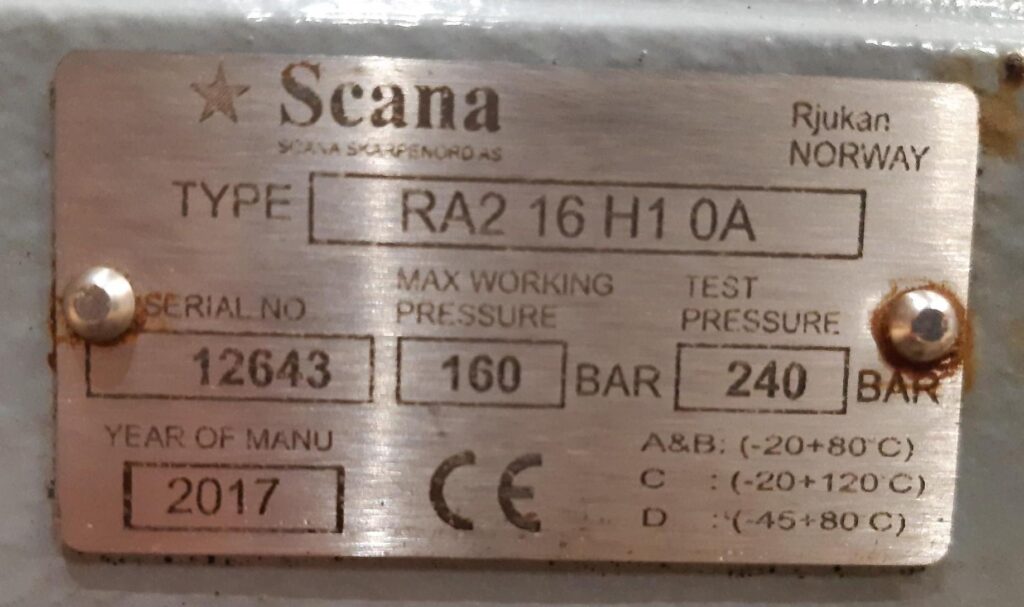 Scana
SCANA SKARPENORD AS
Rjukan
NORWAY
TYPE RA2 16 H1 0A
SERIAL NO
12643
MAX WORKING
PRESSURE
160 BAR
TEST
PRESSURE
240 BAR
YEAR OF MANU
2017
CE
A&B: (-20+80°C)
C : (-20+120°C)
D : (-45+80°C)